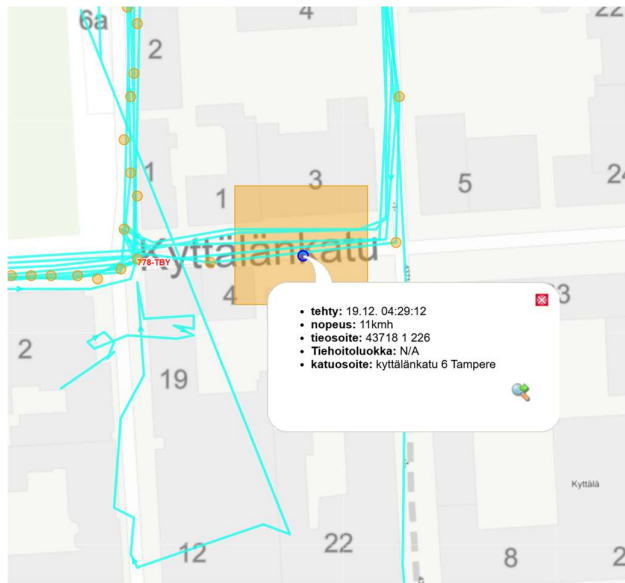 6a
4
22
2
1
3
1
5
24
Kyttälänkatu
778-TBY
4
3
2
19
• tehty: 19.12. 04:29:12
• nopeus: 11kmh
• tieosoite: 43718 1 226
• Tiehoitoluokka: N/A
• katuosoite: kyttälänkatu 6 Tampere
Kyttälä
12
22
8
2